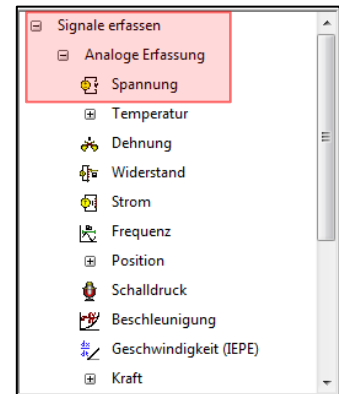 Signale erfassen
Analoge Erfassung
Spannung
Temperatur
Dehnung
Widerstand
Strom
Frequenz
Position
Schalldruck
Beschleunigung
Geschwindigkeit (IEPE)
Kraft